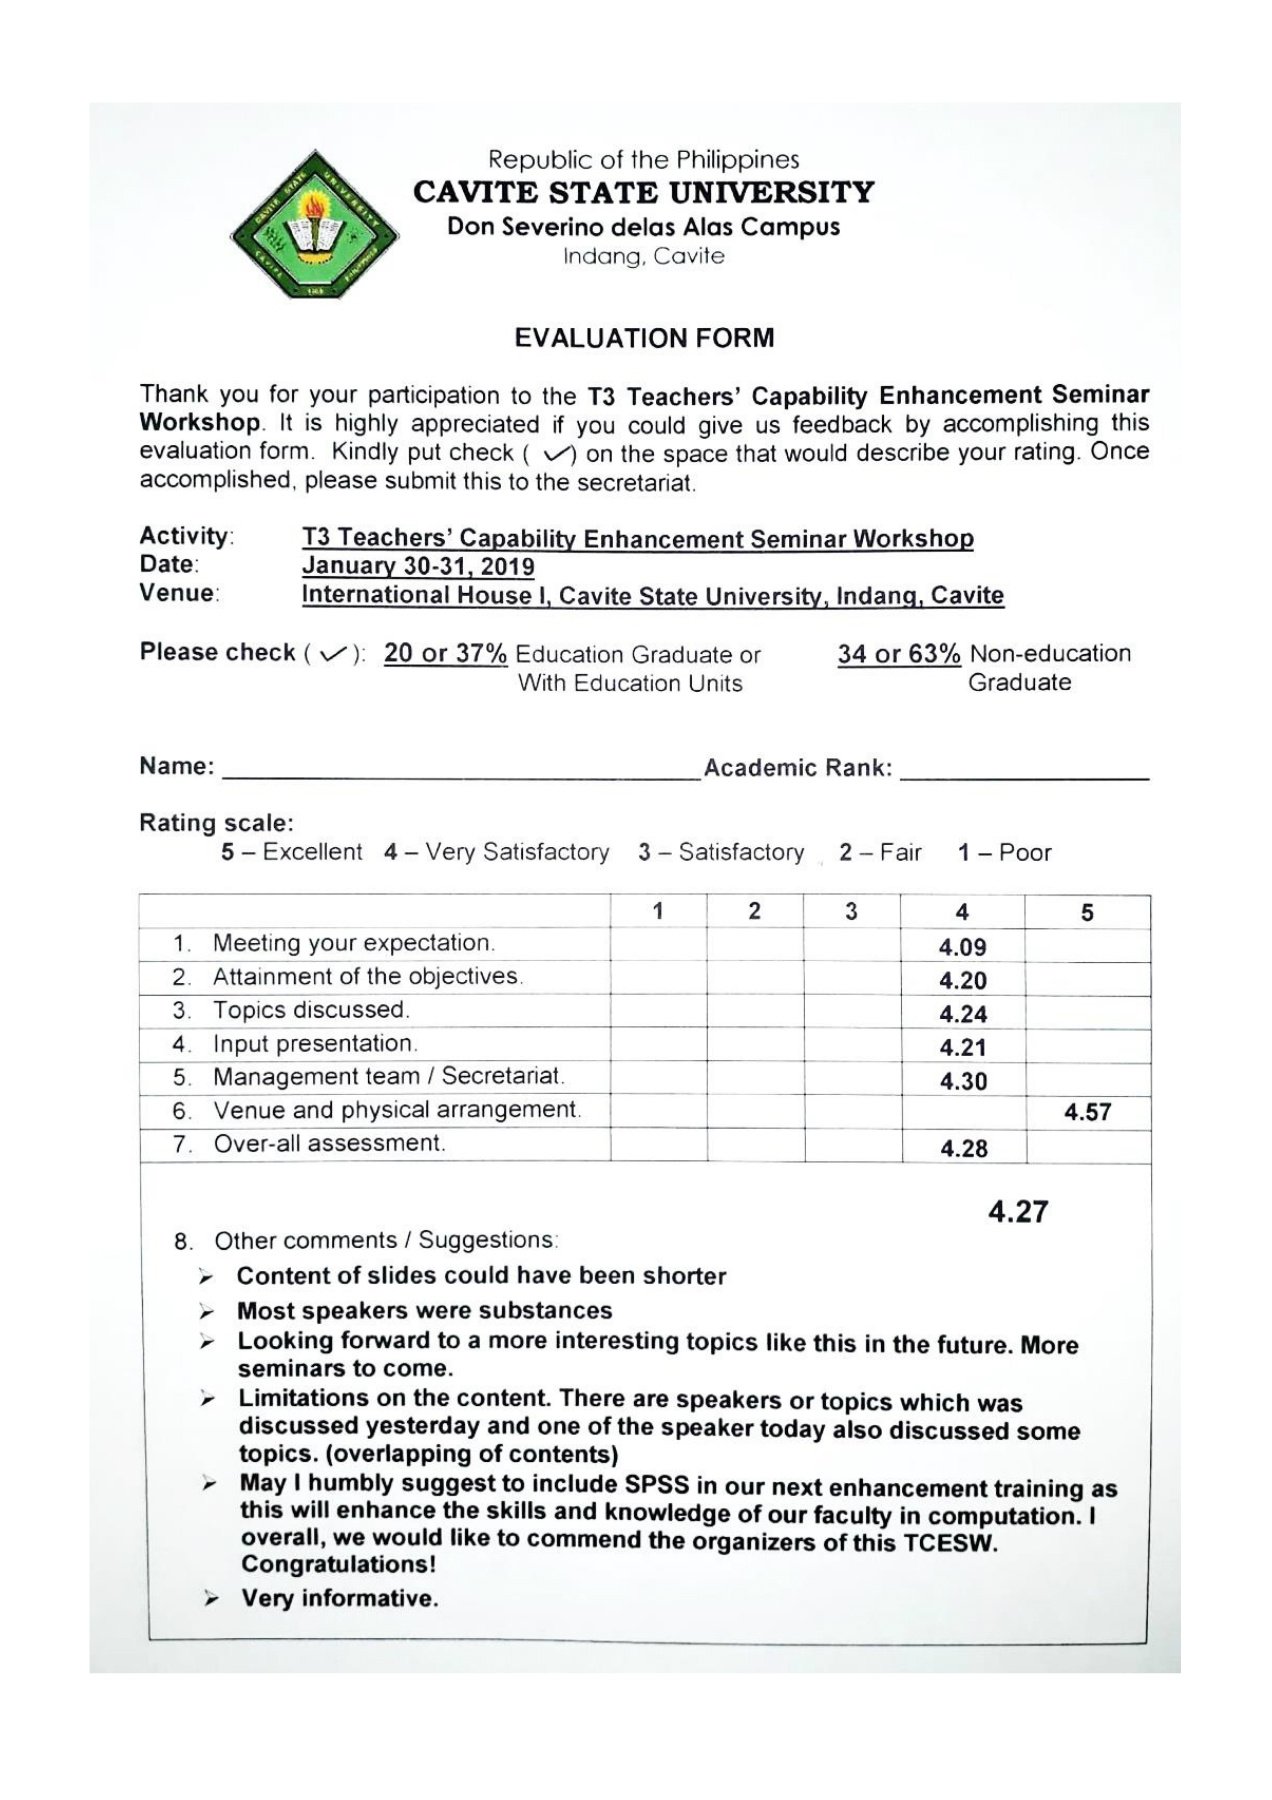 Republic of the Philippines
CAVITE STATE UNIVERSITY
Don Severino delas Alas Campus
Indang, Cavite
CAVITE STATE UNIVERSITY
CAVITE PHILIPPINES
EVALUATION FORM
Thank you for your participation to the T3 Teachers' Capability Enhancement Seminar
Workshop. It is highly appreciated if you could give us feedback by accomplishing this
evaluation form. Kindly put check ( ✓) on the space that would describe your rating. Once
accomplished, please submit this to the secretariat.
Activity: T3 Teachers' Capability Enhancement Seminar Workshop
Date: January 30-31, 2019
Venue: International House I, Cavite State University, Indang, Cavite
Please check ( ✓ ): 20 or 37% Education Graduate or 34 or 63% Non-education
With Education Units Graduate
Name: Academic Rank:
Rating scale:
5 – Excellent 4 – Very Satisfactory 3 – Satisfactory 2 – Fair 1 – Poor
1 2 3 4 5
1. Meeting your expectation. 4.09
2. Attainment of the objectives. 4.20
3. Topics discussed. 4.24
4. Input presentation. 4.21
5. Management team / Secretariat. 4.30
6. Venue and physical arrangement. 4.57
7. Over-all assessment. 4.28
4.27
8. Other comments / Suggestions:
➢ Content of slides could have been shorter
➢ Most speakers were substances
➢ Looking forward to a more interesting topics like this in the future. More
seminars to come.
➢ Limitations on the content. There are speakers or topics which was
discussed yesterday and one of the speaker today also discussed some
topics. (overlapping of contents)
➢ May I humbly suggest to include SPSS in our next enhancement training as
this will enhance the skills and knowledge of our faculty in computation. I
overall, we would like to commend the organizers of this TCESW.
Congratulations!
➢ Very informative.